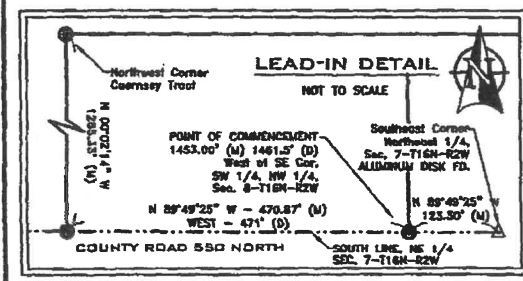 LEAD-IN DETAIL
NOT TO SCALE
Northwest Corner
Guernsey Tract
N 00°02'14" W
(M)
POINT OF COMMENCEMENT
1453.00' (M) 1461.5' (D)
West of SE Cor.
SW 1/4, NW 1/4,
Sec. 8-T16N-R2W
Southeast Corner
Northeast 1/4,
Sec. 7-T16N-R2W
ALUMINUM DISK FD.
N 89°49'25" W - 470.87' (M)
WEST - 471' (D)
N 89°49'25" W
123.50' (M)
COUNTY ROAD 550 NORTH
SOUTH LINE, NE 1/4
SEC. 7-T16N-R2W